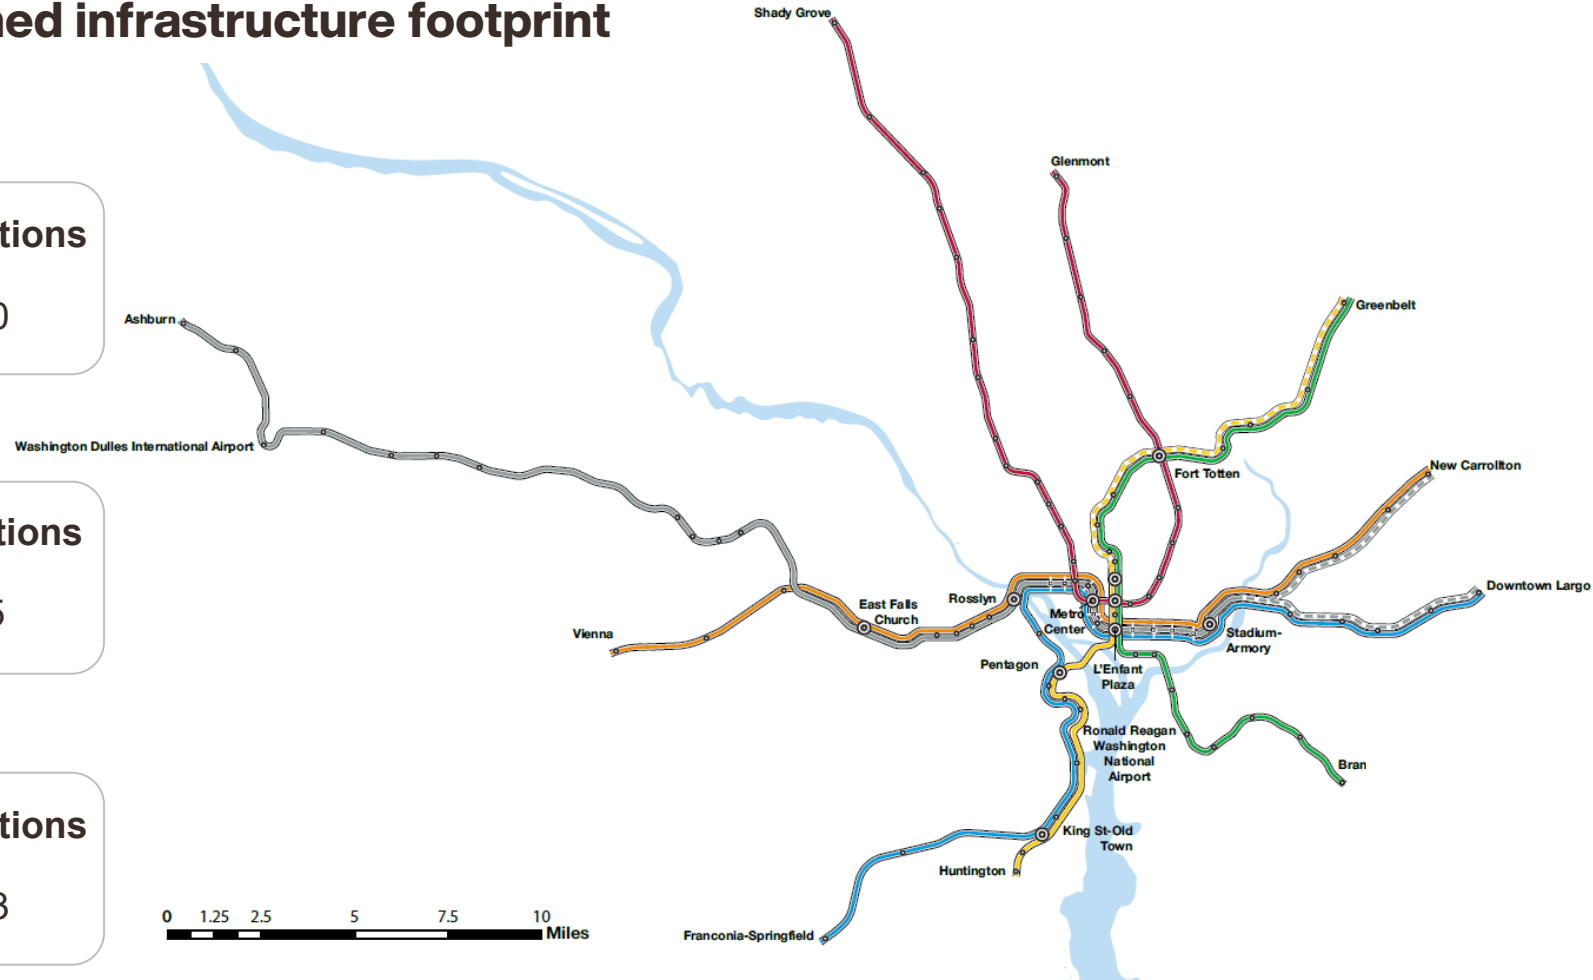 ned infrastructure footprint
Shady Grove
Glenmont
tions
0
Ashburn
Greenbelt
Washington Dulles International Airport
New Carrollton
Fort Totten
tions
5
Downtown Largo
East Falls
Church
Rosslyn
Metro
Center
Vienna
Stadium-
Armory
Pentagon
L'Enfant
Plaza
Ronald Reagan
Washington
National
Airport
Bran
tions
3
King St-Old
Town
Huntington
0 1.25 2.5 5 7.5 10
Miles
Franconia-Springfield